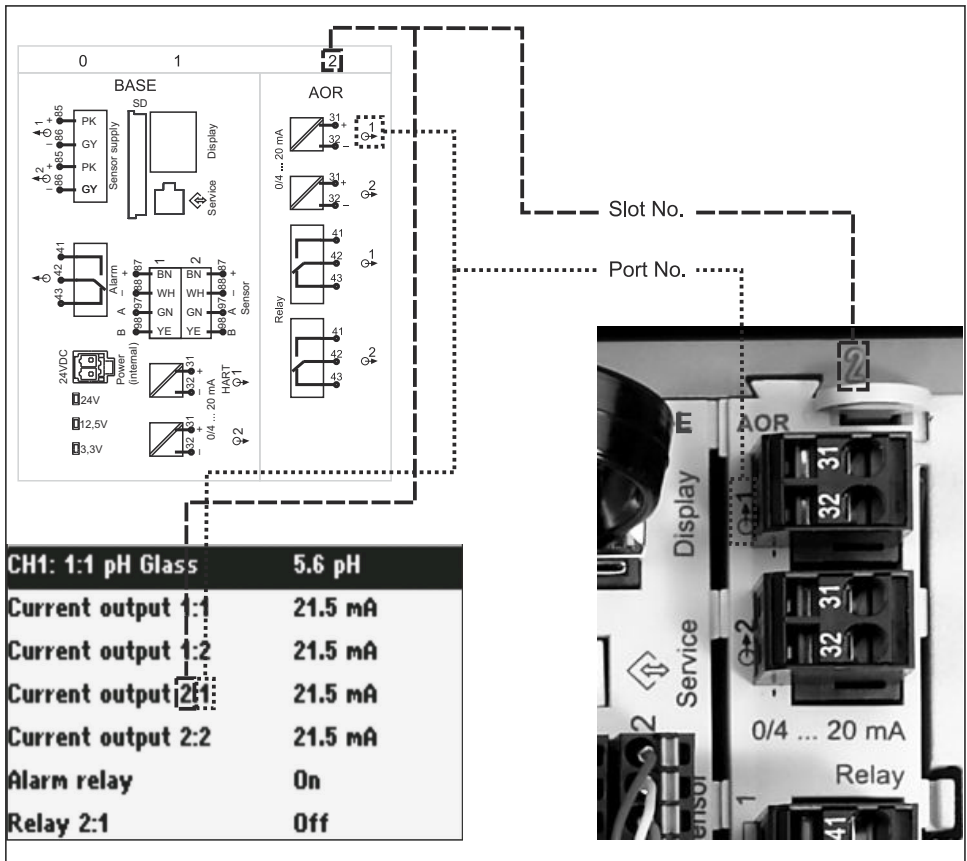 0 1 2
BASE
AOR
SD
1
+ 85 PK
- 86 GY
2
+ 85 PK
- 86 GY
Sensor supply
Display
Service
41
42
43
Alarm
1 2
+ 87 BN BN 87 +
- 88 WH WH 88 -
A 97 GN GN 97 A
B 98 YE YE 98 B
Sensor
24VDC
Power
(internal)
24V
12,5V
3,3V
31 +
32 -
1
HART
0/4 ... 20 mA
31 +
32 -
2
31 +
32 -
1
0/4 ... 20 mA
31 +
32 -
2
41
42
43
1
Relay
41
42
43
2
Slot No.
Port No.
CH1: 1:1 pH Glass 5.6 pH
Current output 1:1 21.5 mA
Current output 1:2 21.5 mA
Current output 2:1 21.5 mA
Current output 2:2 21.5 mA
Alarm relay On
Relay 2:1 Off
2
E
AOR
31
32
1
-
Display
31
32
2
-
Service
2
0/4 ... 20 mA
Relay
1
41